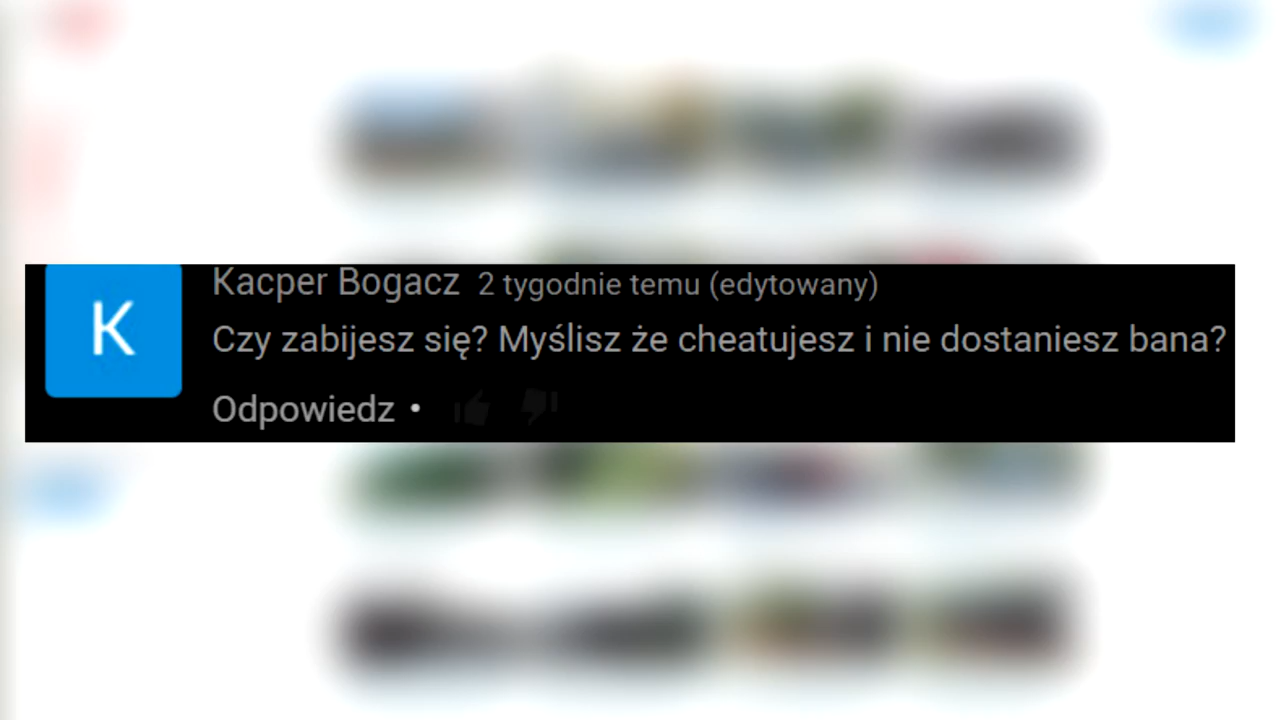 K
Kacper Bogacz 2 tygodnie temu (edytowany)
Czy zabijesz się? Myślisz że cheatujesz i nie dostaniesz bana?
Odpowiedz •